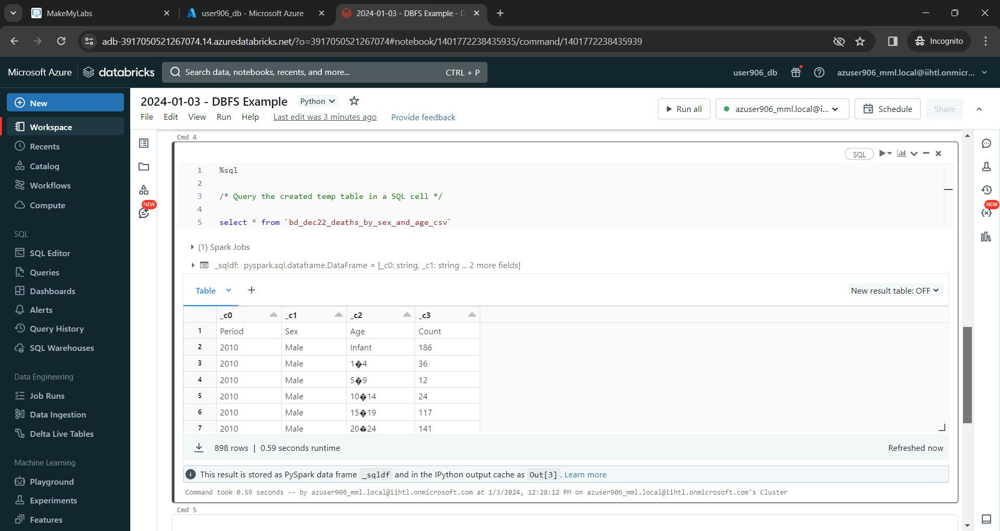 MakeMyLabs
user906_db - Microsoft Azure
2024-01-03 - DBFS Example - D
adb-3917050521267074.14.azuredatabricks.net/?o=3917050521267074#notebook/1401772238435935/command/1401772238435939
Incognito
Microsoft Azure
databricks
Search data, notebooks, recents, and more...
CTRL + P
user906_db
azuser906_mml.local@iihtl.onmicr...
New
Workspace
Recents
Catalog
Workflows
Compute
SQL
SQL Editor
Queries
Dashboards
Alerts
Query History
SQL Warehouses
Data Engineering
Job Runs
Data Ingestion
Delta Live Tables
Machine Learning
Playground
Experiments
Features
2024-01-03 - DBFS Example
Python
File Edit View Run Help Last edit was 3 minutes ago Provide feedback
Run all
azuser906_mml.local@i...
Schedule
Share
NEW
NEW
Cmd 4
SQL
1 %sql
2
3 /* Query the created temp table in a SQL cell */
4
5 select * from `bd_dec22_deaths_by_sex_and_age_csv`
(1) Spark Jobs
_sqldf: pyspark.sql.dataframe.DataFrame = [_c0: string, _c1: string ... 2 more fields]
Table
New result table: OFF
_c0 _c1 _c2 _c3
1 Period Sex Age Count
2 2010 Male Infant 186
3 2010 Male 1�4 36
4 2010 Male 5�9 12
5 2010 Male 10�14 24
6 2010 Male 15�19 117
7 2010 Male 20�24 141
898 rows | 0.59 seconds runtime
Refreshed now
This result is stored as PySpark data frame _sqldf and in the IPython output cache as Out[3] . Learn more
Command took 0.59 seconds -- by azuser906_mml.local@iihtl.onmicrosoft.com at 1/3/2024, 12:28:12 PM on azuser906_mml.local@iihtl.onmicrosoft.com's Cluster
Cmd 5